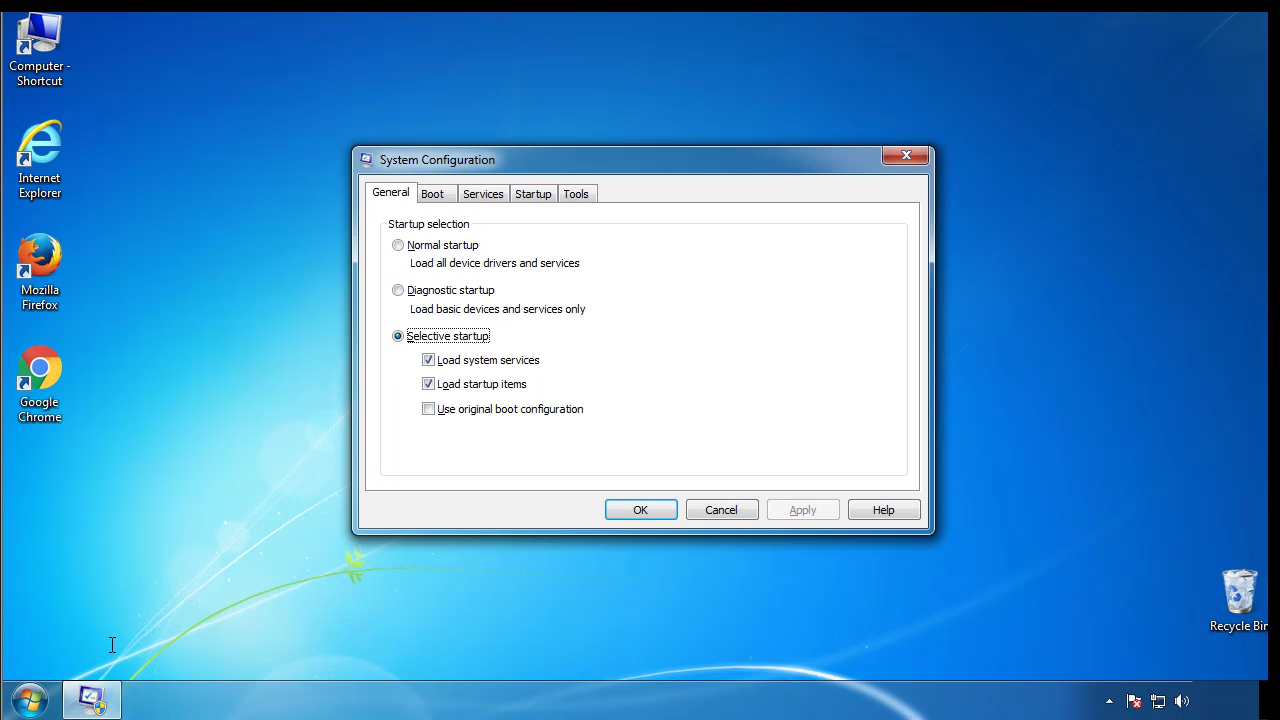 Computer -
Shortcut
Internet
Explorer
Mozilla
Firefox
Google
Chrome
System Configuration
General Boot Services Startup Tools
Startup selection
Normal startup
Load all device drivers and services
Diagnostic startup
Load basic devices and services only
Selective startup
Load system services
Load startup items
Use original boot configuration
OK Cancel Apply Help
Recycle Bin